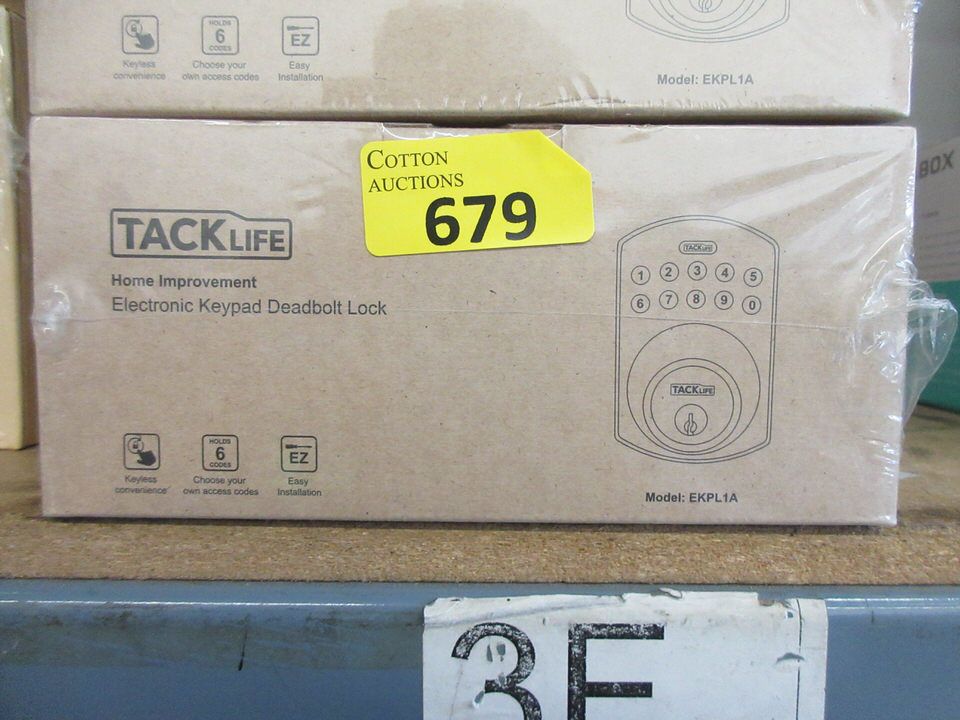 Keyless
convenience
HOLDS
6
CODES
Choose your
own access codes
EZ
Easy
Installation
Model: EKPL1A
COTTON
AUCTIONS
679
TACKLIFE
Home Improvement
Electronic Keypad Deadbolt Lock
TACKLIFE
1 2 3 4 5
6 7 8 9 0
TACKLIFE
Keyless
convenience
HOLDS
6
CODES
Choose your
own access codes
EZ
Easy
Installation
Model: EKPL1A
BOX
3F